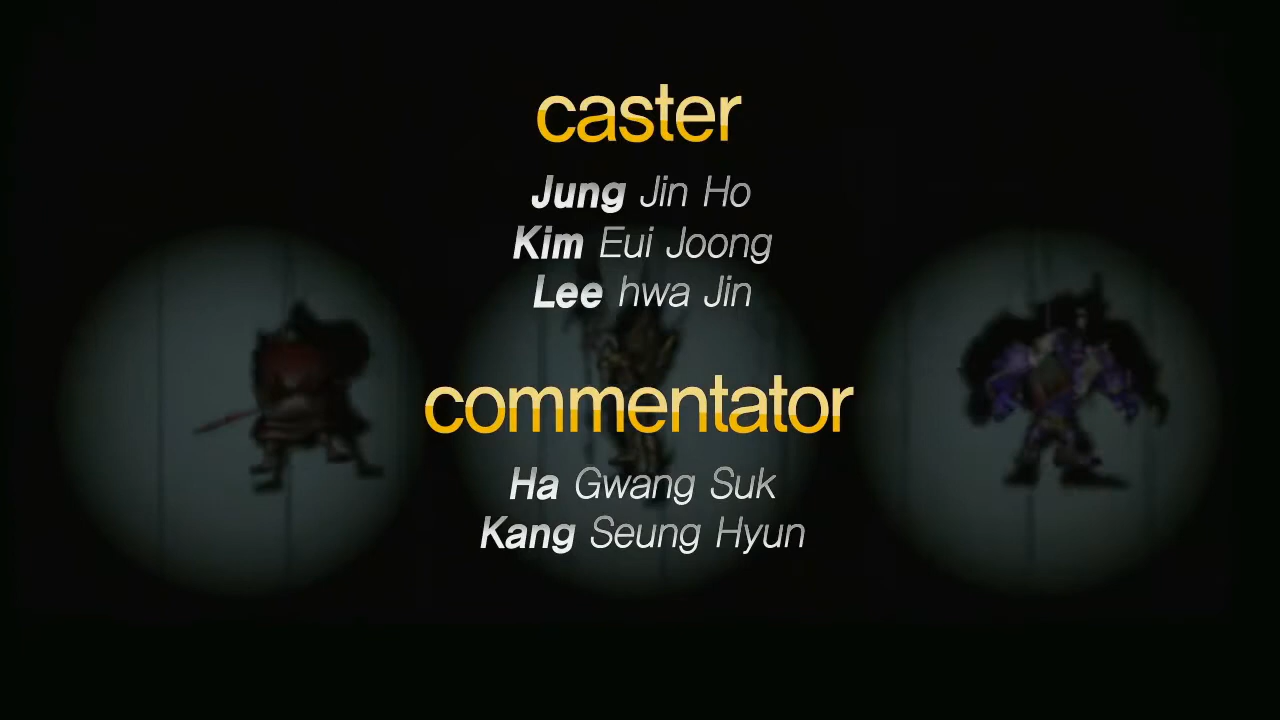 caster
Jung Jin Ho
Kim Eui Joong
Lee hwa Jin
commentator
Ha Gwang Suk
Kang Seung Hyun